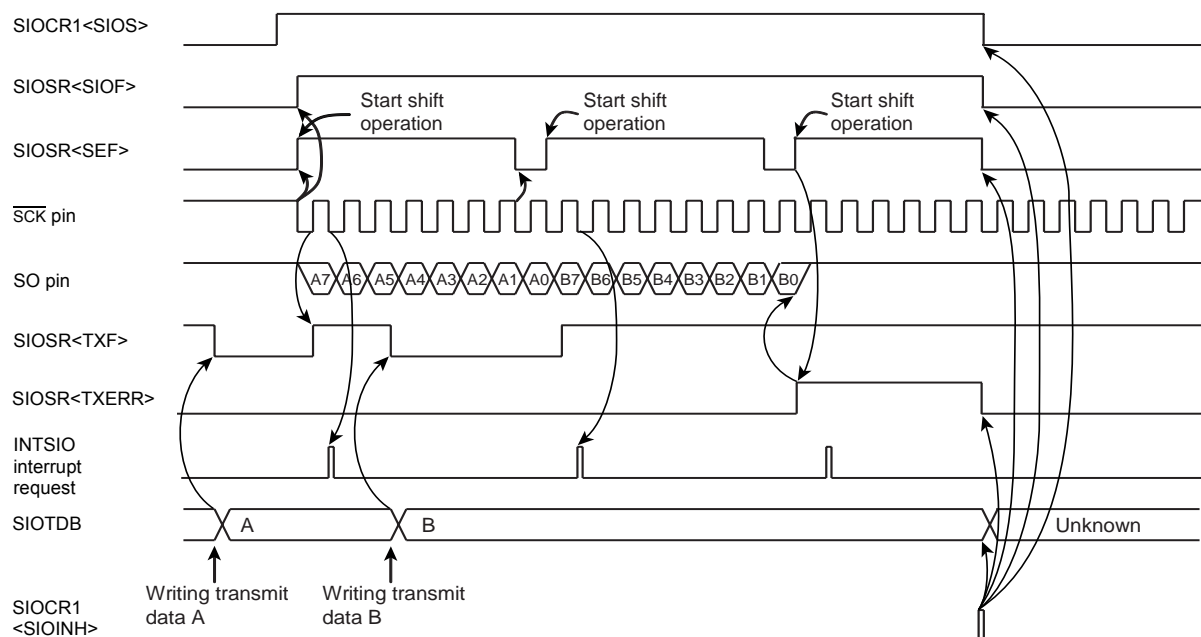 SIOCR1<SIOS>
SIOSR<SIOF>
Start shift
operation
Start shift
operation
Start shift
operation
SIOSR<SEF>
SCK pin
SO pin
A7 A6 A5 A4 A3 A2 A1 A0 B7 B6 B5 B4 B3 B2 B1 B0
SIOSR<TXF>
SIOSR<TXERR>
INTSIO
interrupt
request
SIOTDB
A
B
Unknown
Writing transmit
data A
Writing transmit
data B
SIOCR1
<SIOINH>